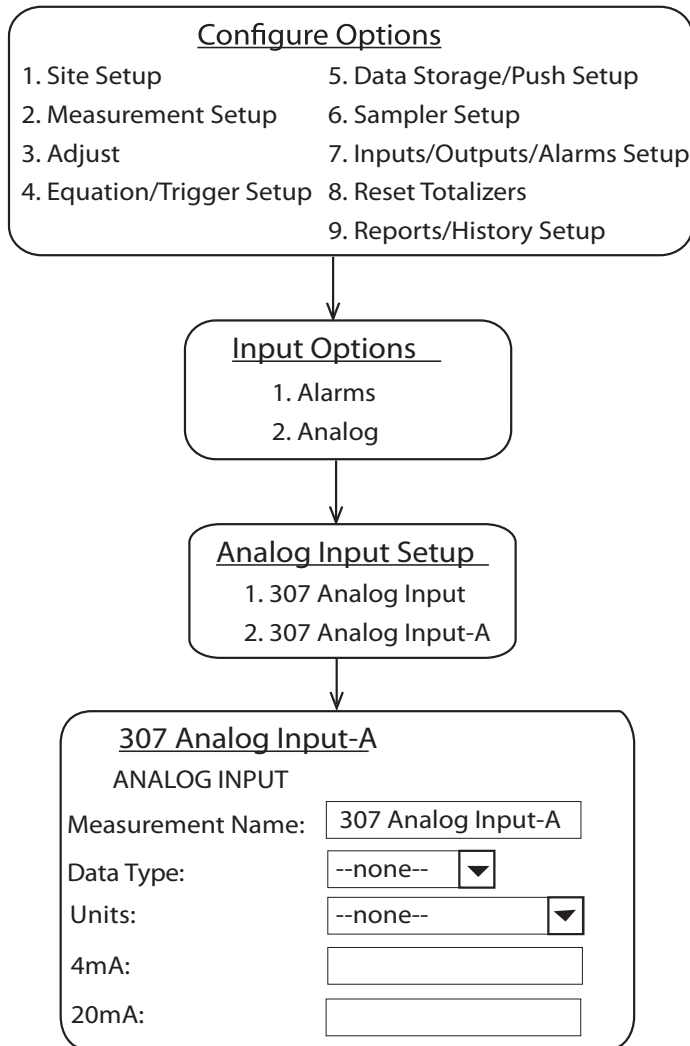 Configure Options
1. Site Setup
2. Measurement Setup
3. Adjust
4. Equation/Trigger Setup
5. Data Storage/Push Setup
6. Sampler Setup
7. Inputs/Outputs/Alarms Setup
8. Reset Totalizers
9. Reports/History Setup
Input Options
1. Alarms
2. Analog
Analog Input Setup
1. 307 Analog Input
2. 307 Analog Input-A
307 Analog Input-A
ANALOG INPUT
Measurement Name: 307 Analog Input-A
Data Type: --none--
Units: --none--
4mA:
20mA: